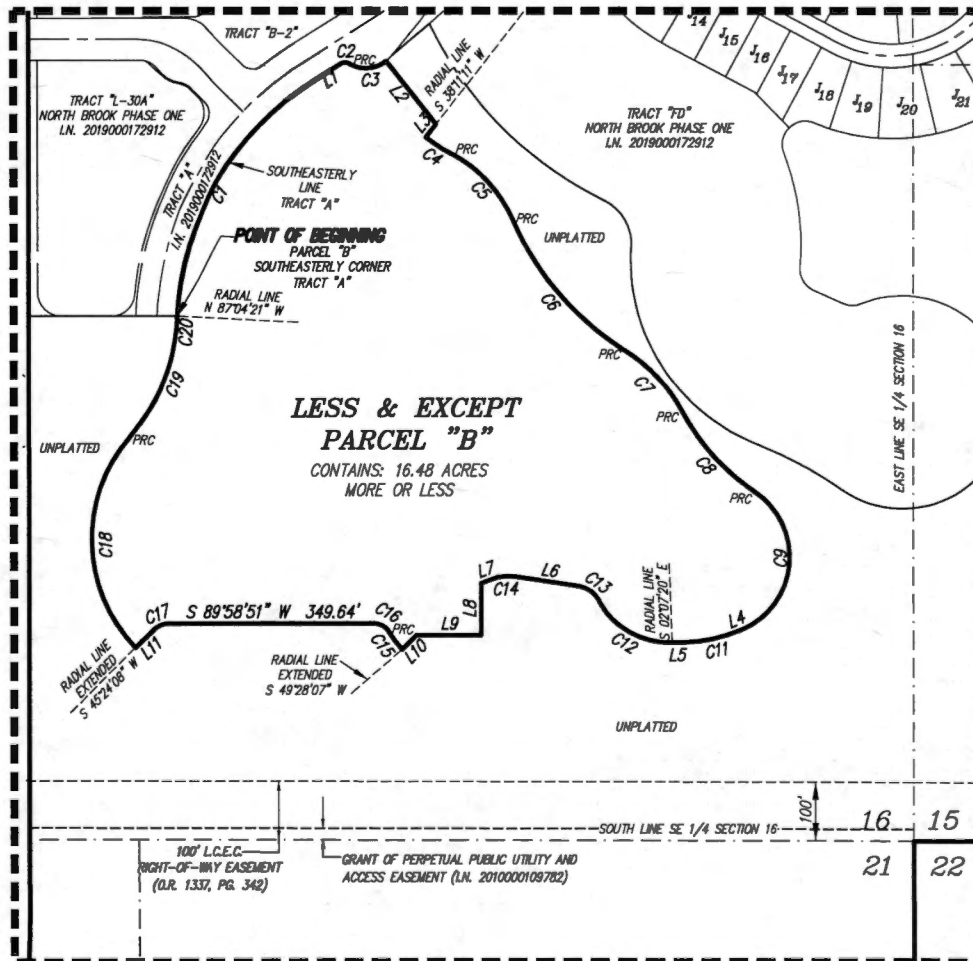 TRACT "B-2"
C2
PRC
C3
L1
L2
RADIAL LINE
S 38°11'11" W
L3
C4
TRACT "L-30A"
NORTH BROOK PHASE ONE
I.N. 2019000172912
TRACT "A"
I.N. 2019000172912
C1
SOUTHEASTERLY
LINE
TRACT "A"
TRACT "FD"
NORTH BROOK PHASE ONE
I.N. 2019000172912
J14
J15
J16
J17
J18
J19
J20
J21
C5
PRC
UNPLATTED
POINT OF BEGINNING
PARCEL "B"
SOUTHEASTERLY CORNER
TRACT "A"
RADIAL LINE
N 87°04'21" W
C20
C6
PRC
C7
PRC
C19
PRC
UNPLATTED
LESS & EXCEPT
PARCEL "B"
CONTAINS: 16.48 ACRES
MORE OR LESS
EAST LINE SE 1/4 SECTION 16
C8
PRC
C9
C18
L7
C14
L6
C13
L8
RADIAL LINE
S 02°07'20" E
L4
C11
L5
C12
C17
S 89°58'51" W 349.64'
C16
PRC
L9
L10
C15
L11
RADIAL LINE
EXTENDED
S 45°24'08" W
RADIAL LINE
EXTENDED
S 49°28'07" W
UNPLATTED
100'
SOUTH LINE SE 1/4 SECTION 16
16
15
21
22
100' L.C.E.C.
RIGHT-OF-WAY EASEMENT
(O.R. 1337, PG. 342)
GRANT OF PERPETUAL PUBLIC UTILITY AND
ACCESS EASEMENT (I.N. 2010000109782)